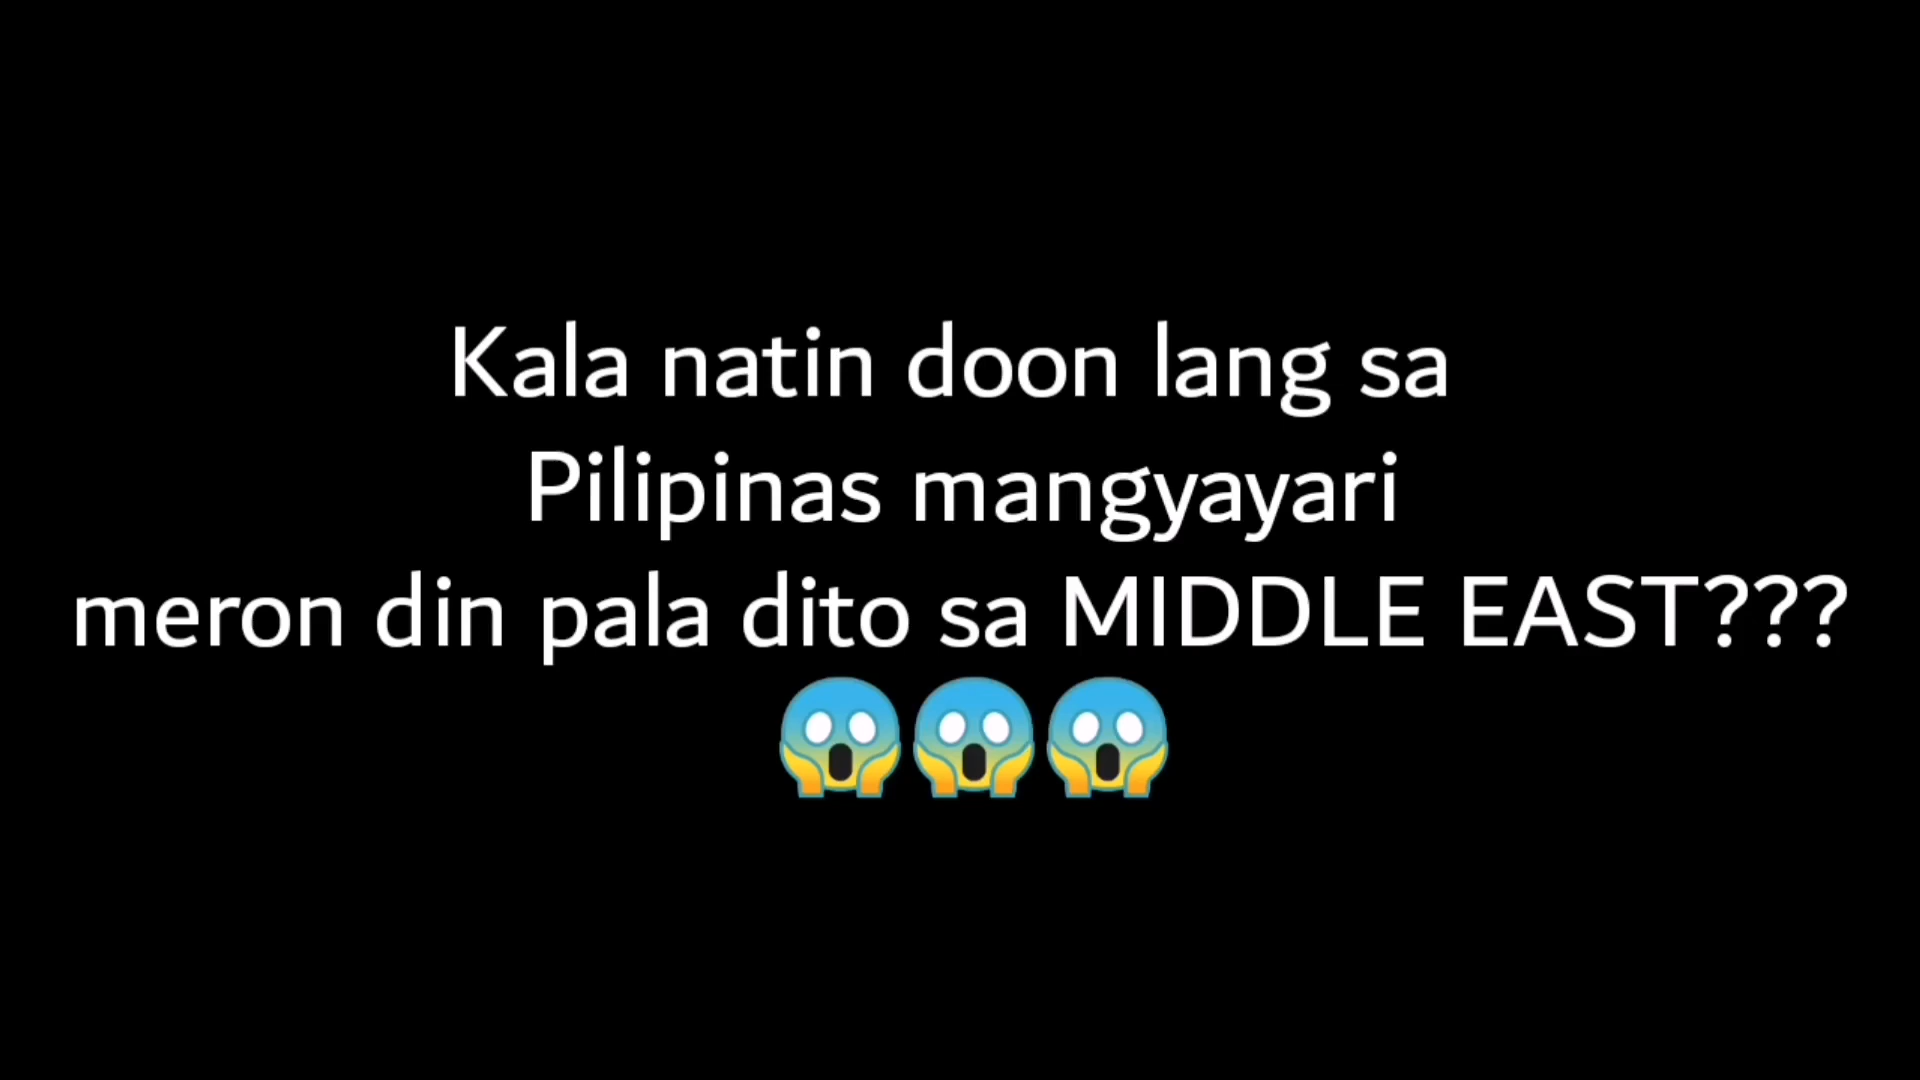 Kala natin doon lang sa
Pilipinas mangyayari
meron din pala dito sa MIDDLE EAST???
😱😱😱